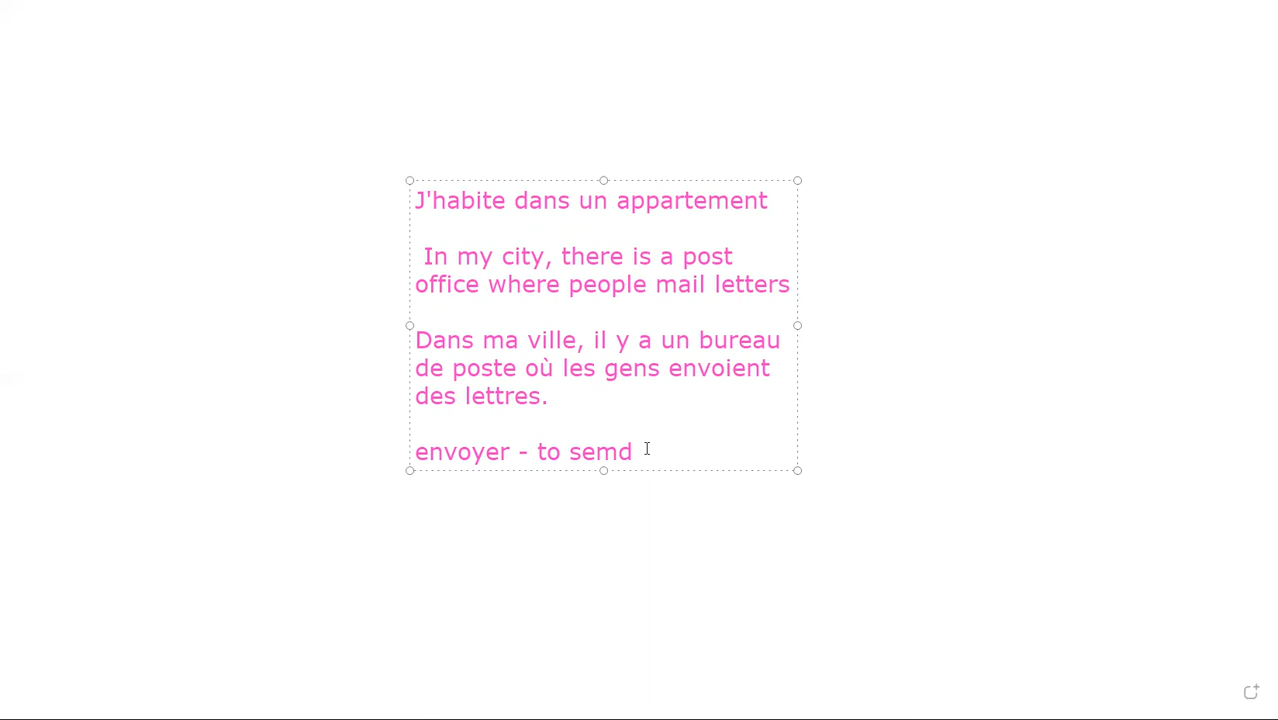 J'habite dans un appartement
In my city, there is a post
office where people mail letters
Dans ma ville, il y a un bureau
de poste où les gens envoient
des lettres.
envoyer - to semd